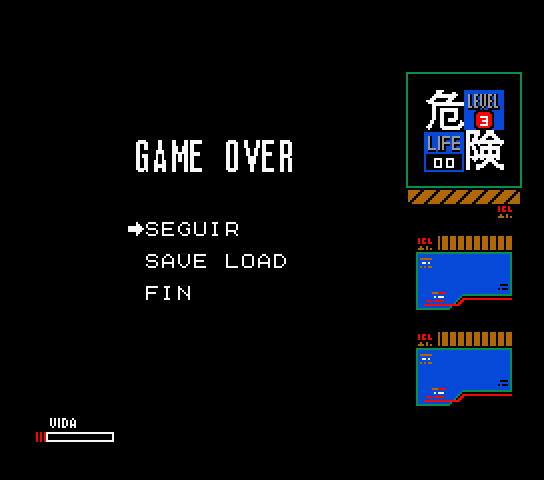 GAME OVER
SEGUIR
SAVE LOAD
FIN
VIDA
危険
LEVEL
3
LIFE
00